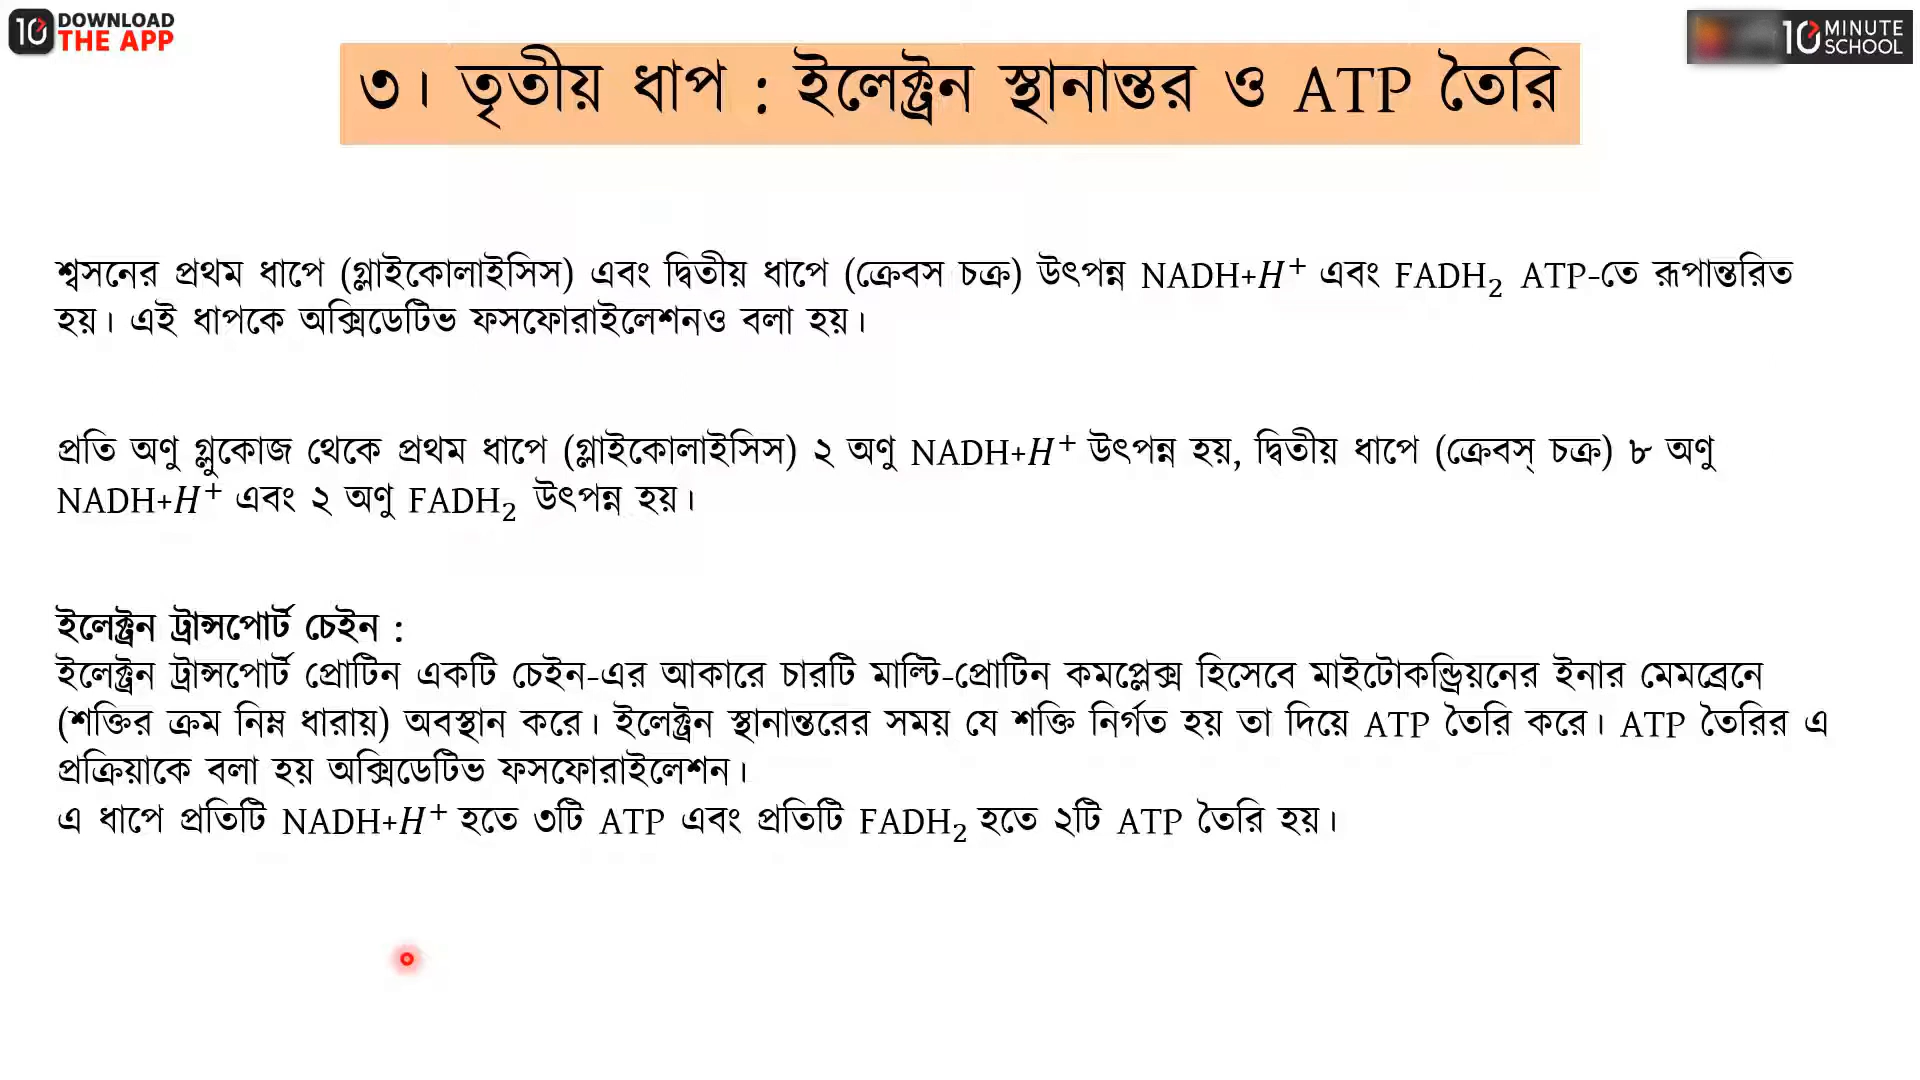 DOWNLOAD
THE APP
10 MINUTE
SCHOOL
৩। তৃতীয় ধাপ : ইলেক্ট্রন স্থানান্তর ও ATP তৈরি
শ্বসনের প্রথম ধাপে (গ্লাইকোলাইসিস) এবং দ্বিতীয় ধাপে (ক্রেবস চক্র) উৎপন্ন NADH+H⁺ এবং FADH₂ ATP-তে রূপান্তরিত
হয়। এই ধাপকে অক্সিডেটিভ ফসফোরাইলেশনও বলা হয়।
প্রতি অণু গ্লুকোজ থেকে প্রথম ধাপে (গ্লাইকোলাইসিস) ২ অণু NADH+H⁺ উৎপন্ন হয়, দ্বিতীয় ধাপে (ক্রেবস্ চক্র) ৮ অণু
NADH+H⁺ এবং ২ অণু FADH₂ উৎপন্ন হয়।
ইলেক্ট্রন ট্রান্সপোর্ট চেইন :
ইলেক্ট্রন ট্রান্সপোর্ট প্রোটিন একটি চেইন-এর আকারে চারটি মাল্টি-প্রোটিন কমপ্লেক্স হিসেবে মাইটোকন্ড্রিয়নের ইনার মেমব্রেনে
(শক্তির ক্রম নিম্ন ধারায়) অবস্থান করে। ইলেক্ট্রন স্থানান্তরের সময় যে শক্তি নির্গত হয় তা দিয়ে ATP তৈরি করে। ATP তৈরির এ
প্রক্রিয়াকে বলা হয় অক্সিডেটিভ ফসফোরাইলেশন।
এ ধাপে প্রতিটি NADH+H⁺ হতে ৩টি ATP এবং প্রতিটি FADH₂ হতে ২টি ATP তৈরি হয়।